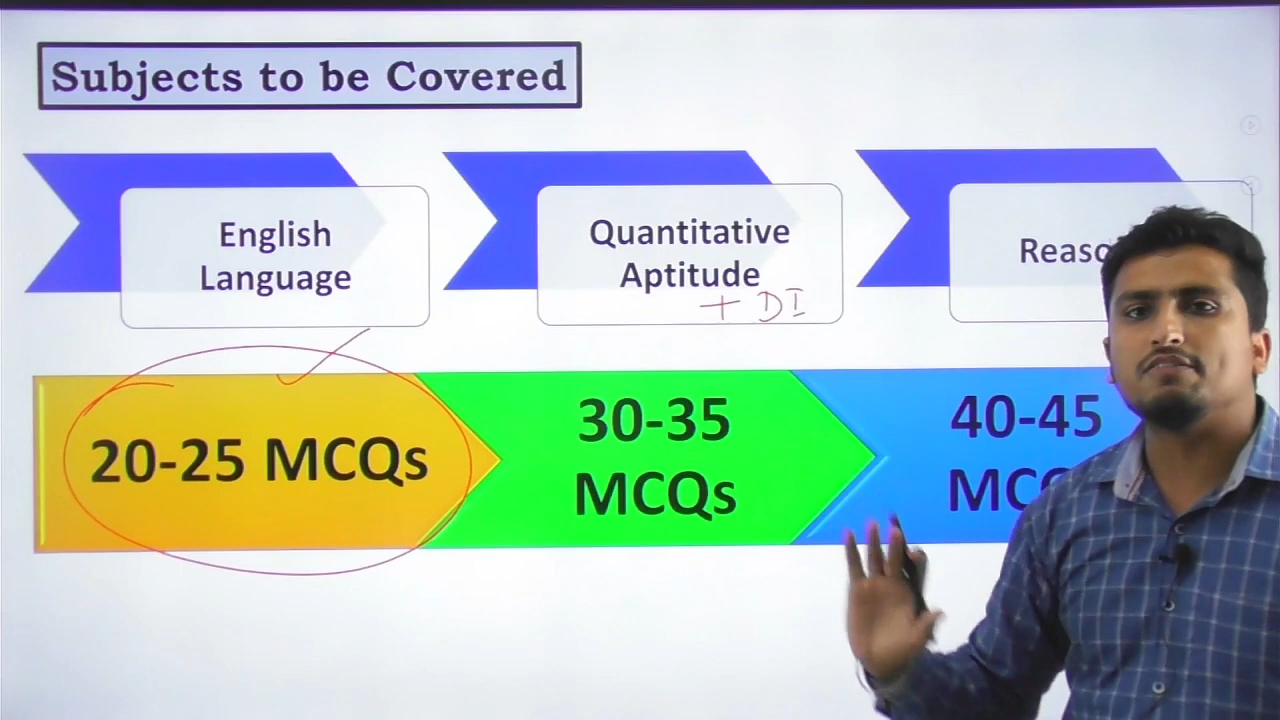 Subjects to be Covered
English
Language
Quantitative
Aptitude
+ DI
20-25 MCQs
30-35
MCQs
40-45